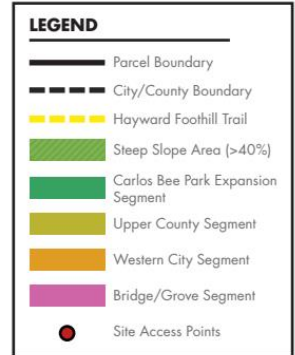 LEGEND
Parcel Boundary
City/County Boundary
Hayward Foothill Trail
Steep Slope Area (>40%)
Carlos Bee Park Expansion
Segment
Upper County Segment
Western City Segment
Bridge/Grove Segment
Site Access Points